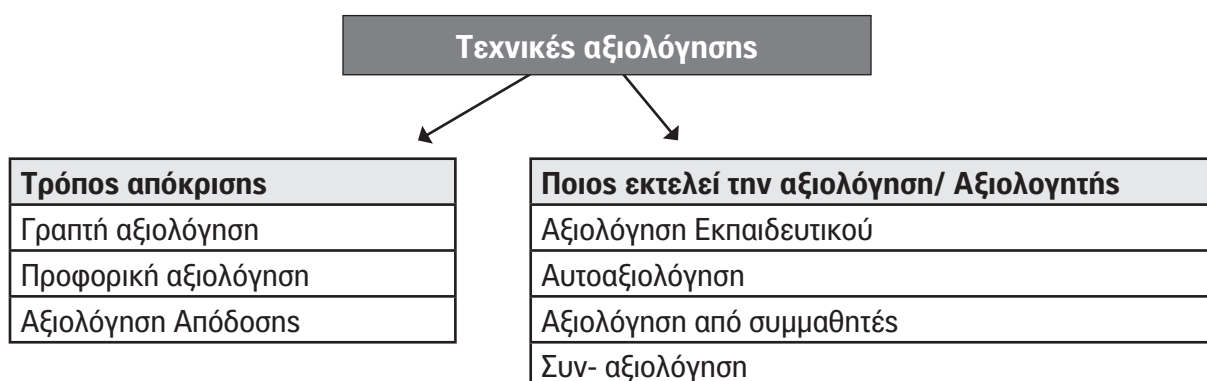 Τεχνικές αξιολόγησης
Τρόπος απόκρισης
Γραπτή αξιολόγηση
Προφορική αξιολόγηση
Αξιολόγηση Απόδοσης
Ποιος εκτελεί την αξιολόγηση/ Αξιολογητής
Αξιολόγηση Εκπαιδευτικού
Αυτοαξιολόγηση
Αξιολόγηση από συμμαθητές
Συν- αξιολόγηση